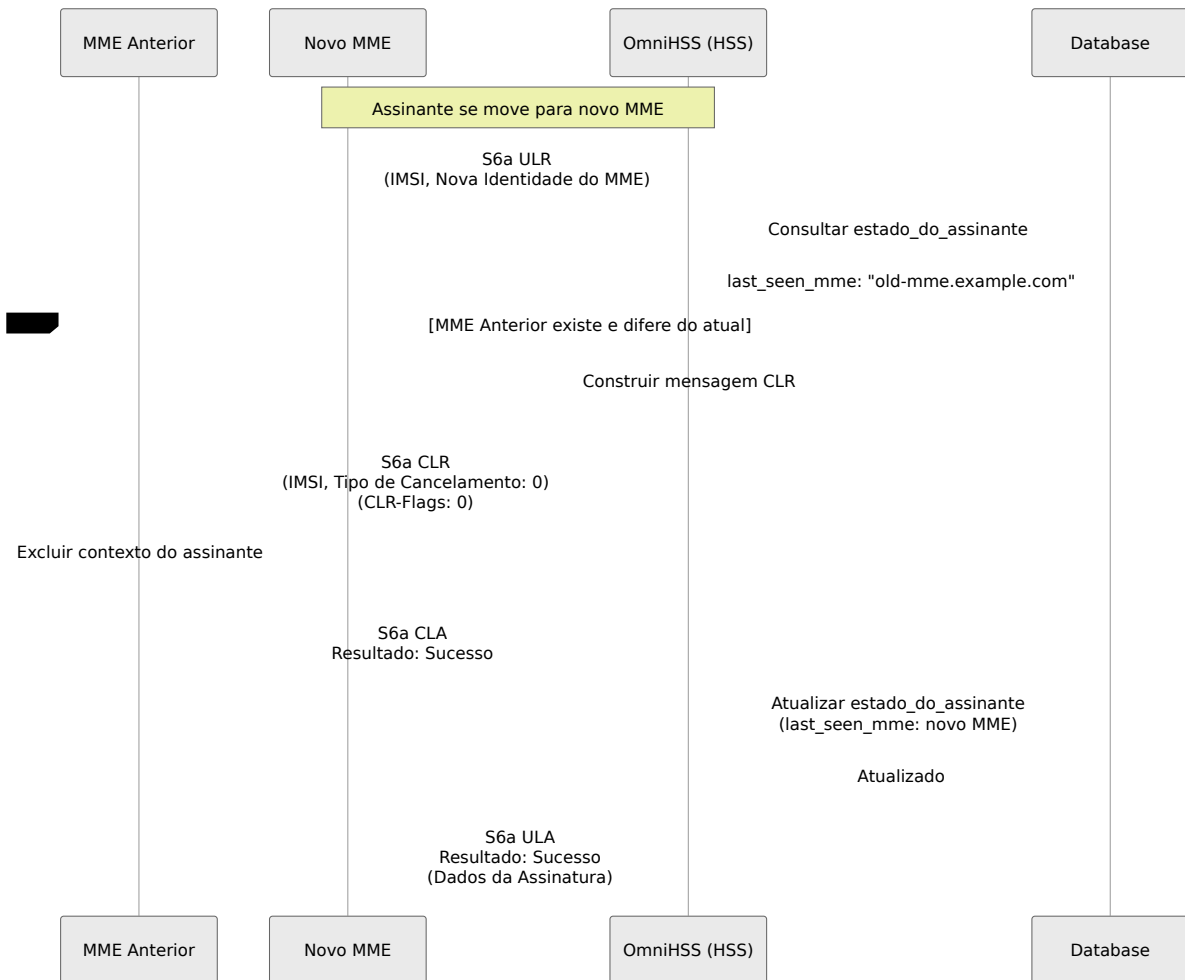 MME Anterior
Novo MME
OmniHSS (HSS)
Database
Assinante se move para novo MME
S6a ULR
(IMSI, Nova Identidade do MME)
Consultar estado_do_assinante
last_seen_mme: "old-mme.example.com"
[MME Anterior existe e difere do atual]
Construir mensagem CLR
S6a CLR
(IMSI, Tipo de Cancelamento: 0)
(CLR-Flags: 0)
Excluir contexto do assinante
S6a CLA
Resultado: Sucesso
Atualizar estado_do_assinante
(last_seen_mme: novo MME)
Atualizado
S6a ULA
Resultado: Sucesso
(Dados da Assinatura)
MME Anterior
Novo MME
OmniHSS (HSS)
Database